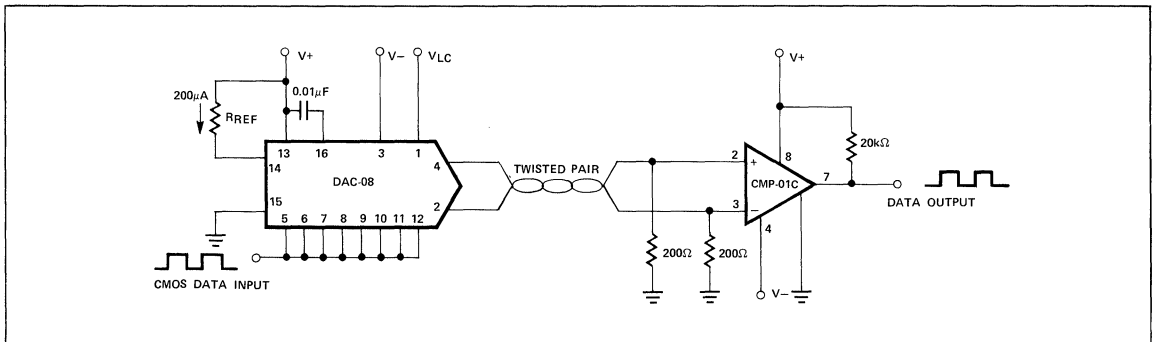 V+ V– VLC V+
200µA 0.01µF
RREF
20kΩ
13 16 3 1
14 4
DAC-08
TWISTED PAIR
2 + 8
CMP-01C 7
15 2
3 – 4
DATA OUTPUT
5 6 7 8 9 10 11 12
200Ω 200Ω
V–
CMOS DATA INPUT